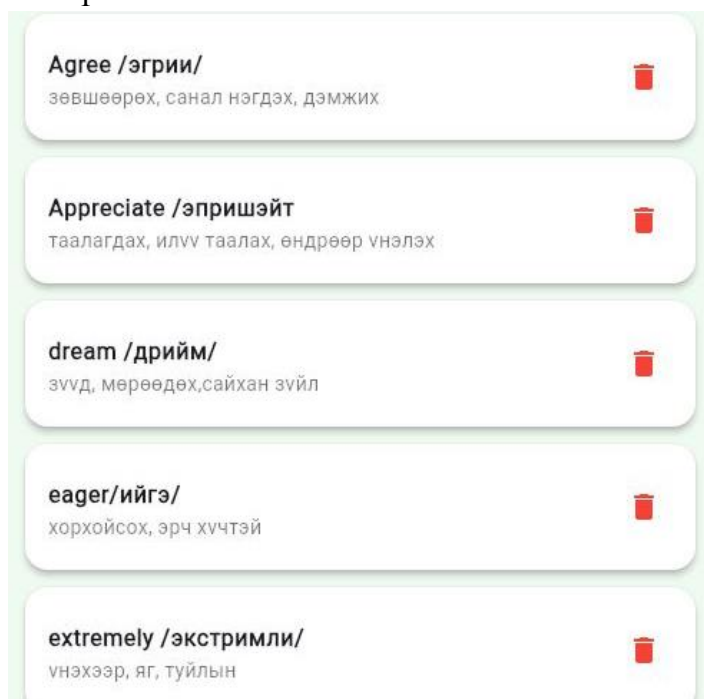 Agree /эгрии/
зөвшөөрөх, санал нэгдэх, дэмжих
Appreciate /эпришэйт
таалагдах, илvv таалах, өндрөөр vнэлэх
dream /дрийм/
зvvд, мөрөөдөх,сайхан зvйл
eager/ийгэ/
хорхойсох, эрч хvчтэй
extremely /экстримли/
vнэхээр, яг, туйлын